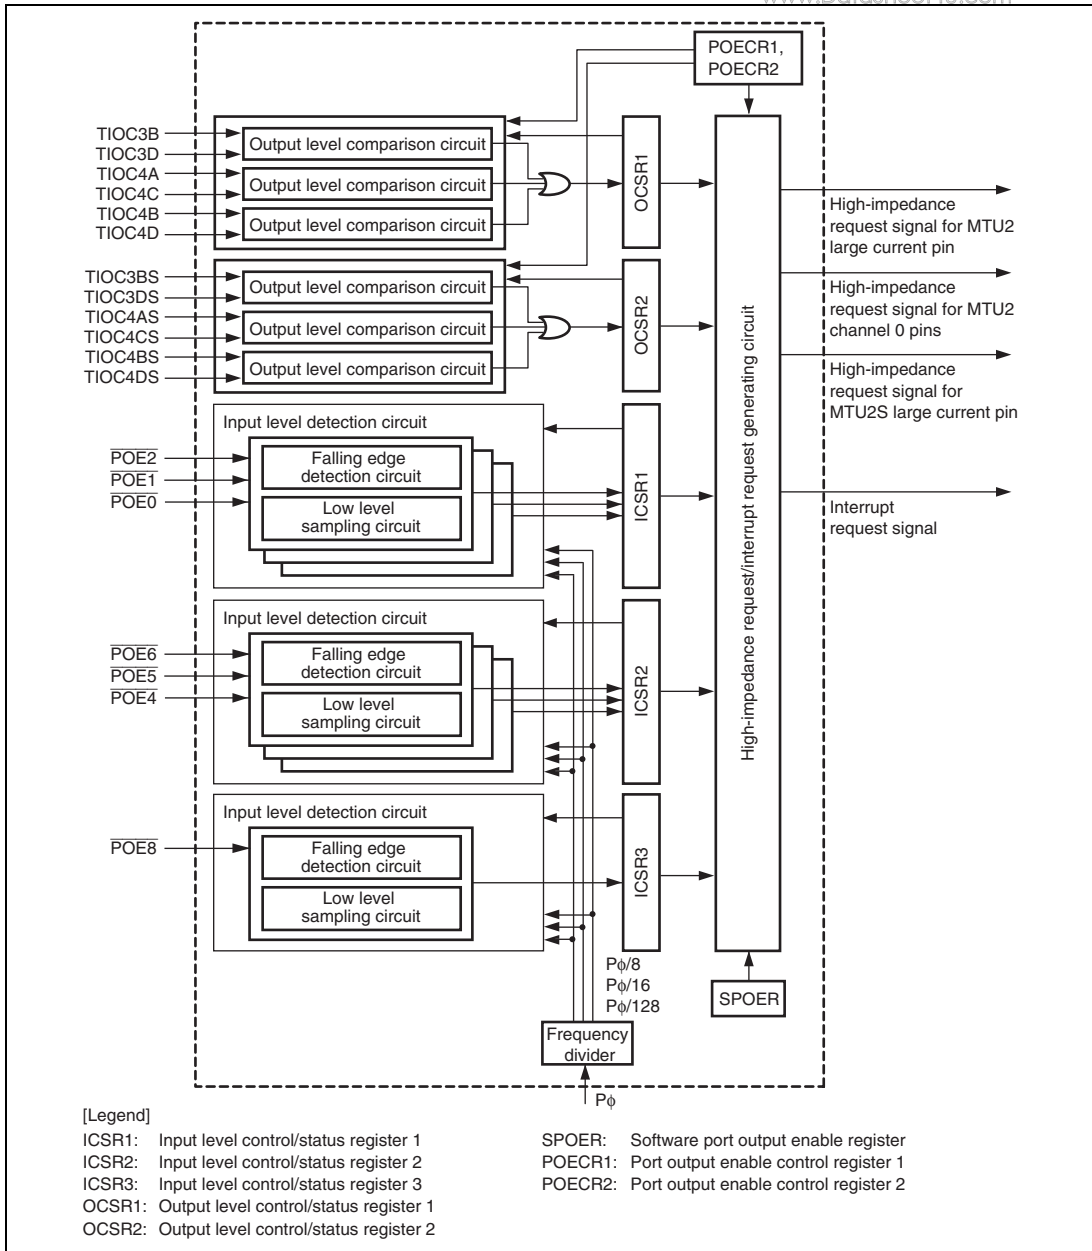 POECR1,
POECR2
TIOC3B
TIOC3D
TIOC4A
TIOC4C
TIOC4B
TIOC4D
Output level comparison circuit
Output level comparison circuit
Output level comparison circuit
OCSR1
TIOC3BS
TIOC3DS
TIOC4AS
TIOC4CS
TIOC4BS
TIOC4DS
Output level comparison circuit
Output level comparison circuit
Output level comparison circuit
OCSR2
Input level detection circuit
POE2
POE1
POE0
Falling edge
detection circuit
Low level
sampling circuit
ICSR1
Input level detection circuit
POE6
POE5
POE4
Falling edge
detection circuit
Low level
sampling circuit
ICSR2
Input level detection circuit
POE8
Falling edge
detection circuit
Low level
sampling circuit
ICSR3
High-impedance request/interrupt request generating circuit
High-impedance
request signal for MTU2
large current pin
High-impedance
request signal for MTU2
channel 0 pins
High-impedance
request signal for
MTU2S large current pin
Interrupt
request signal
Pϕ/8
Pϕ/16
Pϕ/128
SPOER
Frequency
divider
Pϕ
[Legend]
ICSR1: Input level control/status register 1
ICSR2: Input level control/status register 2
ICSR3: Input level control/status register 3
OCSR1: Output level control/status register 1
OCSR2: Output level control/status register 2
SPOER: Software port output enable register
POECR1: Port output enable control register 1
POECR2: Port output enable control register 2